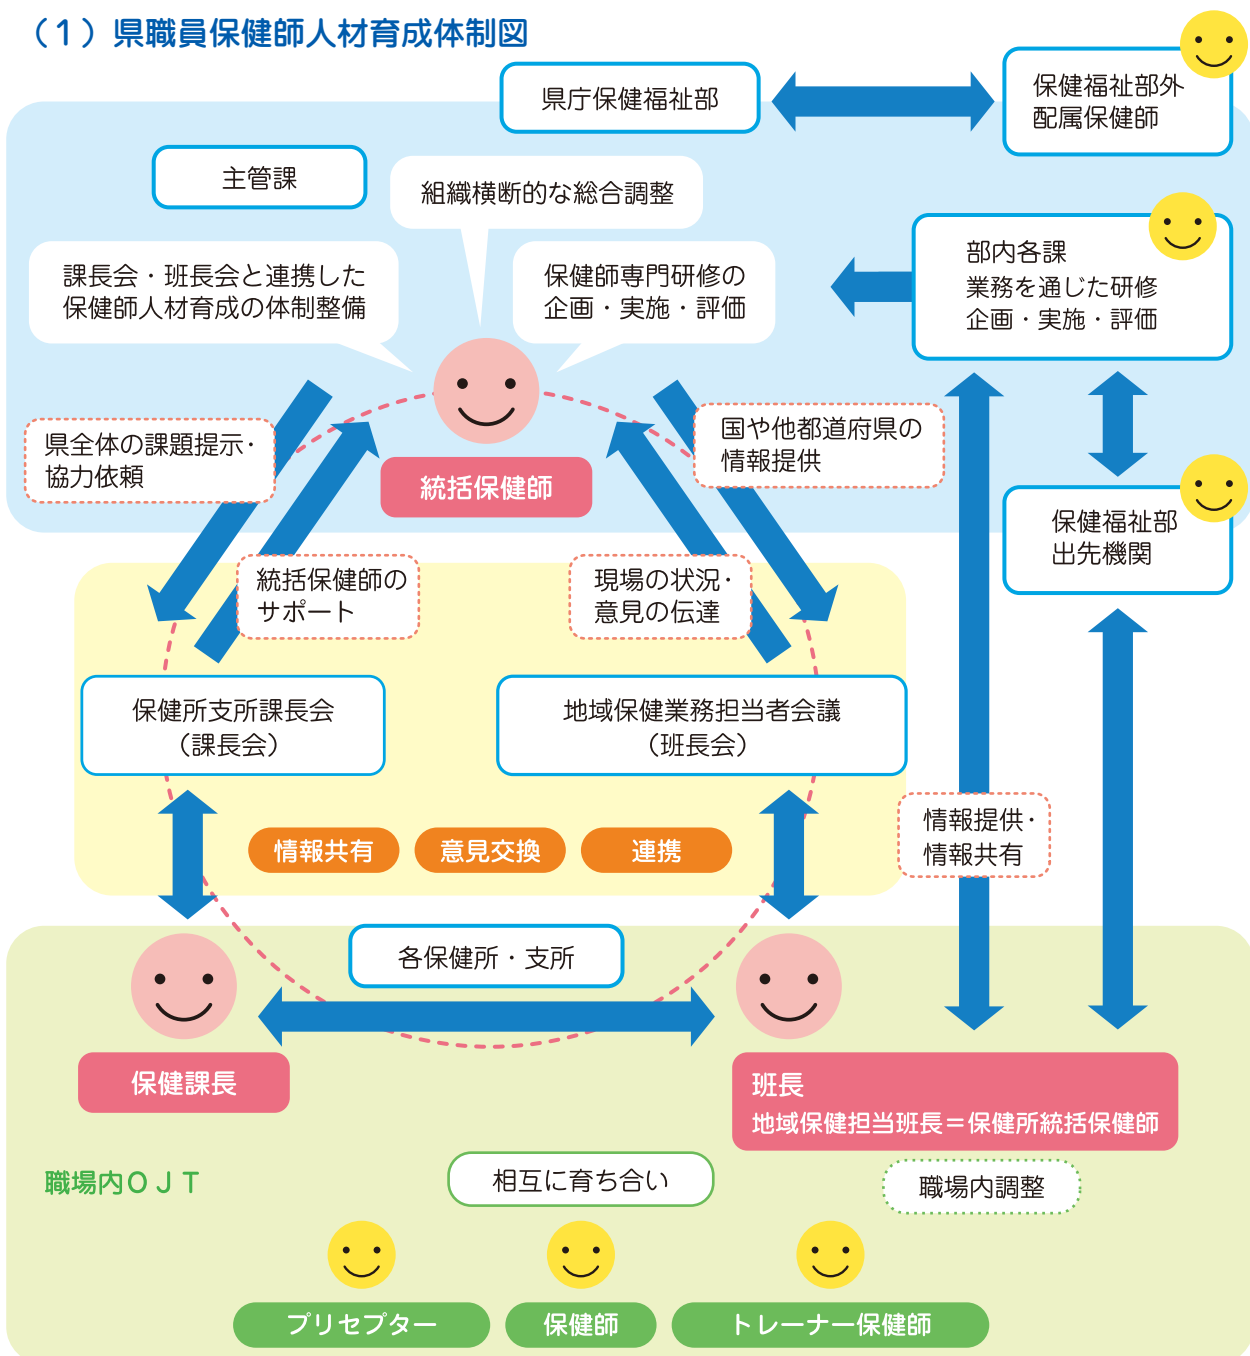 （１）県職員保健師人材育成体制図
県庁保健福祉部
保健福祉部外
配属保健師
主管課
組織横断的な総合調整
課長会・班長会と連携した
保健師人材育成の体制整備
保健師専門研修の
企画・実施・評価
部内各課
業務を通じた研修
企画・実施・評価
県全体の課題提示・
協力依頼
統括保健師
国や他都道府県の
情報提供
保健福祉部
出先機関
統括保健師の
サポート
現場の状況・
意見の伝達
保健所支所課長会
（課長会）
地域保健業務担当者会議
（班長会）
情報共有
意見交換
連携
情報提供・
情報共有
各保健所・支所
保健課長
班長
地域保健担当班長＝保健所統括保健師
職場内ＯＪＴ
相互に育ち合い
職場内調整
プリセプター
保健師
トレーナー保健師